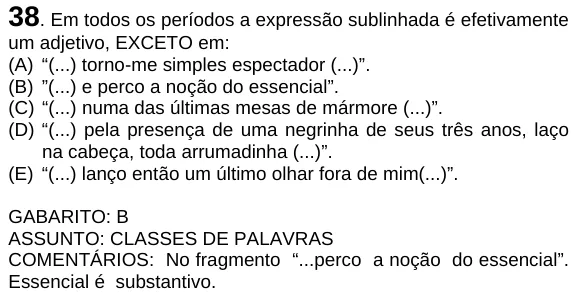 38. Em todos os períodos a expressão sublinhada é efetivamente
um adjetivo, EXCETO em:
(A) “(...) torno-me simples espectador (...)”.
(B) ”(...) e perco a noção do essencial”.
(C) “(...) numa das últimas mesas de mármore (...)”.
(D) “(...) pela presença de uma negrinha de seus três anos, laço
na cabeça, toda arrumadinha (...)”.
(E) “(...) lanço então um último olhar fora de mim(...)”.
GABARITO: B
ASSUNTO: CLASSES DE PALAVRAS
COMENTÁRIOS: No fragmento “...perco a noção do essencial”.
Essencial é substantivo.